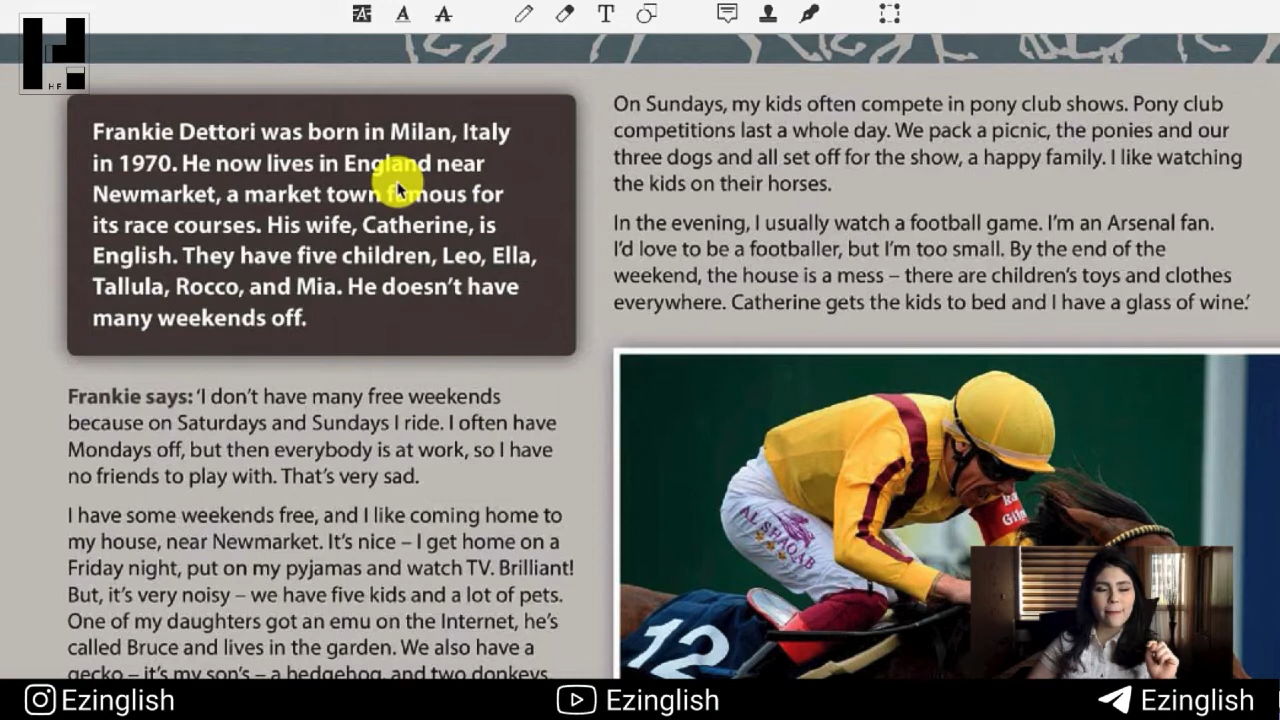 HF
Frankie Dettori was born in Milan, Italy
in 1970. He now lives in England near
Newmarket, a market town famous for
its race courses. His wife, Catherine, is
English. They have five children, Leo, Ella,
Tallula, Rocco, and Mia. He doesn't have
many weekends off.
Frankie says: 'I don't have many free weekends
because on Saturdays and Sundays I ride. I often have
Mondays off, but then everybody is at work, so I have
no friends to play with. That's very sad.
I have some weekends free, and I like coming home to
my house, near Newmarket. It's nice – I get home on a
Friday night, put on my pyjamas and watch TV. Brilliant!
But, it's very noisy – we have five kids and a lot of pets.
One of my daughters got an emu on the Internet, he's
called Bruce and lives in the garden. We also have a
gecko – it's my son's – a hedgehog, and two donkeys.
On Sundays, my kids often compete in pony club shows. Pony club
competitions last a whole day. We pack a picnic, the ponies and our
three dogs and all set off for the show, a happy family. I like watching
the kids on their horses.
In the evening, I usually watch a football game. I'm an Arsenal fan.
I'd love to be a footballer, but I'm too small. By the end of the
weekend, the house is a mess – there are children's toys and clothes
everywhere. Catherine gets the kids to bed and I have a glass of wine.'
AL SHAQAB
12
Ezinglish
Ezinglish
Ezinglish